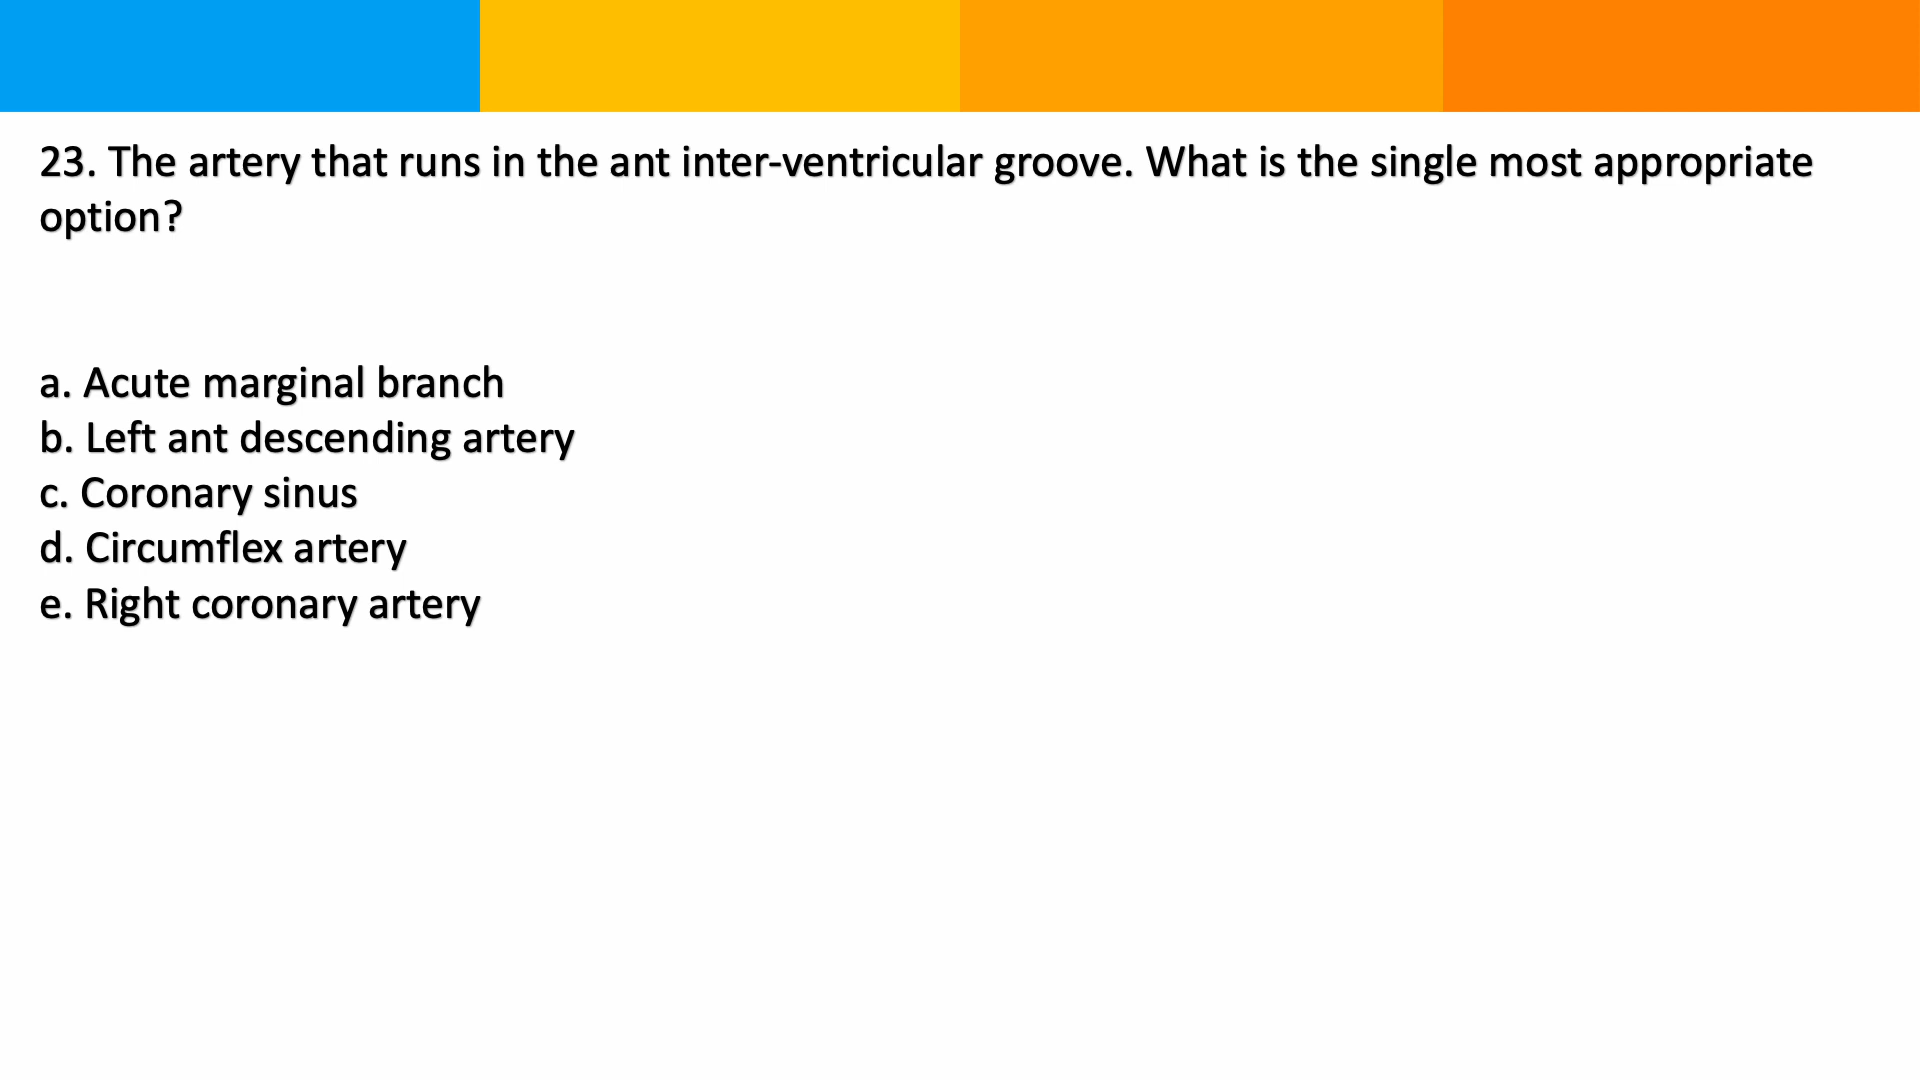 23. The artery that runs in the ant inter-ventricular groove. What is the single most appropriate
option?
a. Acute marginal branch
b. Left ant descending artery
c. Coronary sinus
d. Circumflex artery
e. Right coronary artery